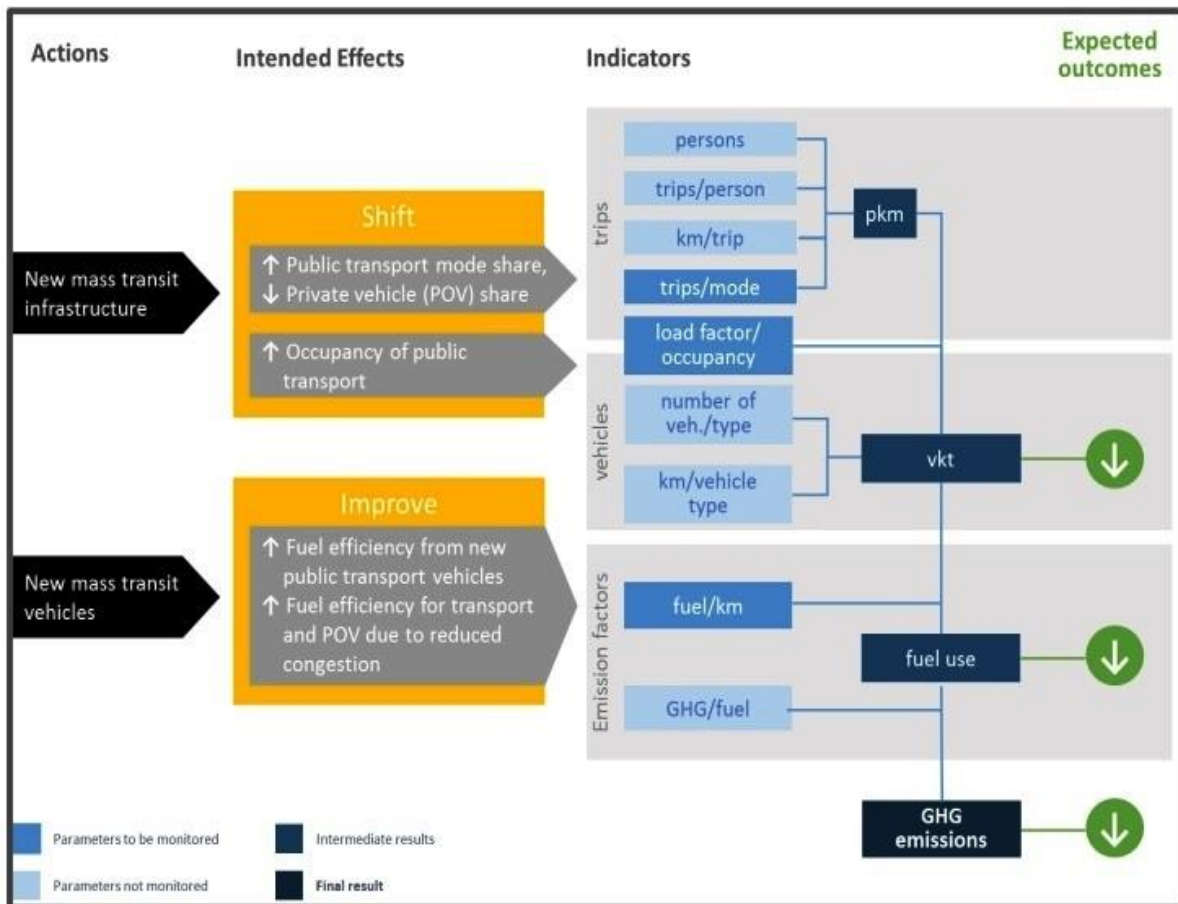 Actions
Intended Effects
Indicators
Expected
outcomes
New mass transit
infrastructure
Shift
↑ Public transport mode share,
↓ Private vehicle (POV) share
↑ Occupancy of public
transport
trips
persons
trips/person
km/trip
trips/mode
pkm
load factor/
occupancy
vehicles
number of
veh./type
km/vehicle
type
vkt
↓
New mass transit
vehicles
Improve
↑ Fuel efficiency from new
public transport vehicles
↑ Fuel efficiency for transport
and POV due to reduced
congestion
Emission factors
fuel/km
fuel use
↓
GHG/fuel
GHG
emissions
↓
Parameters to be monitored
Intermediate results
Parameters not monitored
Final result